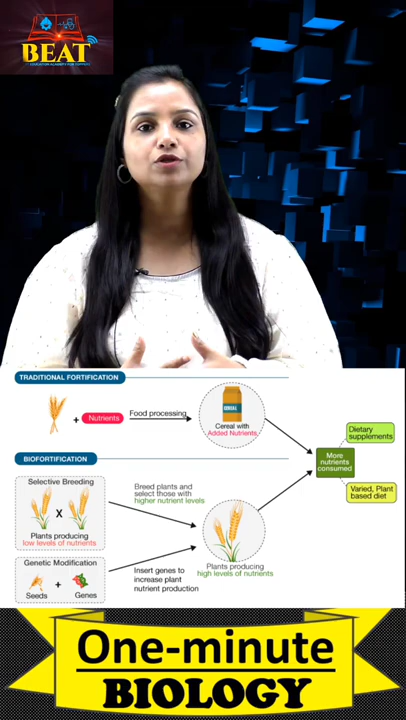 BEAT
TRADITIONAL FORTIFICATION
+ Nutrients
Food processing
Cereal with
Added Nutrients
Dietary
supplements
More
nutrients
consumed
Varied, Plant
based diet
BIOFORTIFICATION
Selective Breeding
X
Plants producing
low levels of nutrients
Breed plants and
select those with
higher nutrient levels
Plants producing
high levels of nutrients
Genetic Modification
+
Seeds Genes
Insert genes to
increase plant
nutrient production
One-minute
BIOLOGY